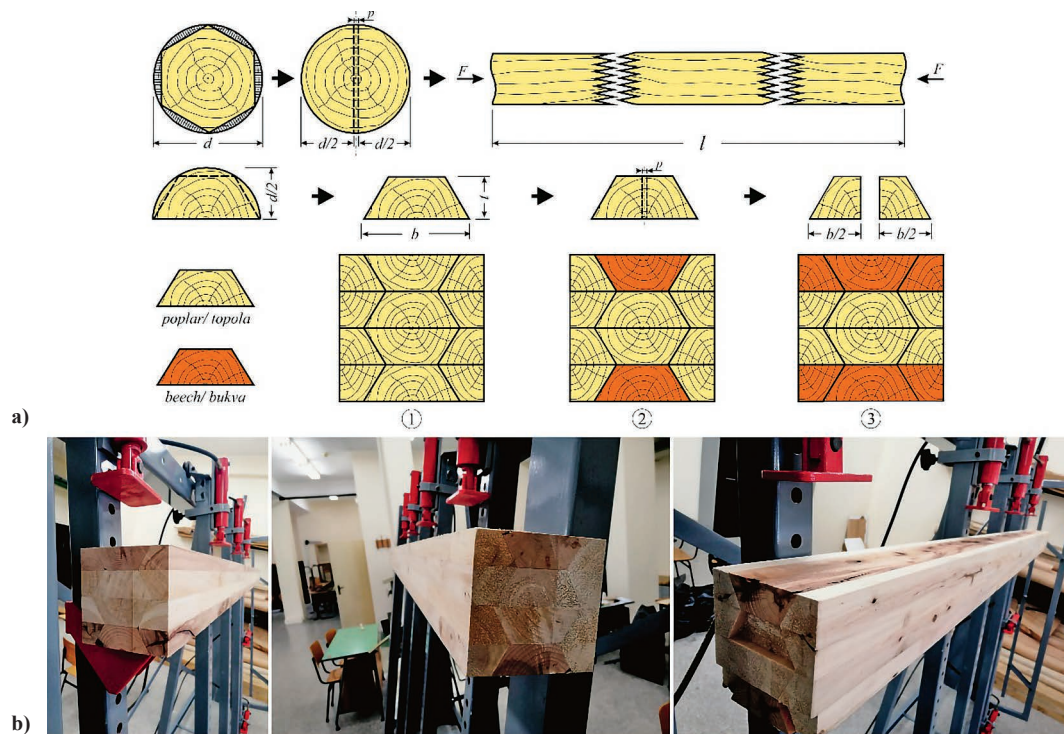 p
F
F
d
d/2
d/2
l
d/2
p
b
t
b/2
b/2
poplar/ topola
beech/ bukva
1
2
3
a)
b)